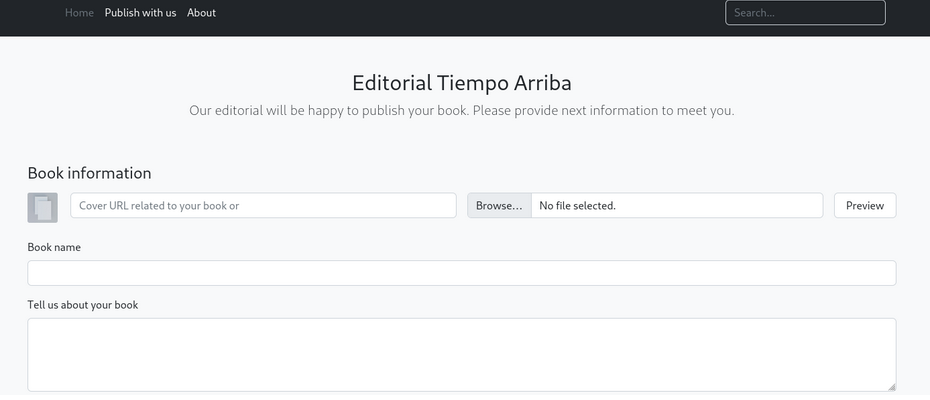 Home Publish with us About Search...
Editorial Tiempo Arriba
Our editorial will be happy to publish your book. Please provide next information to meet you.
Book information
Cover URL related to your book or Browse... No file selected. Preview
Book name
Tell us about your book